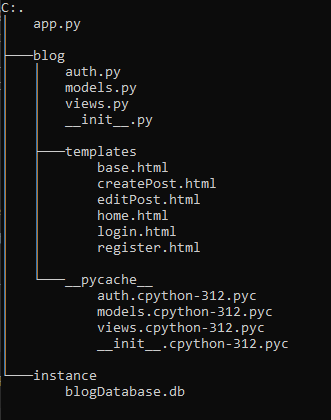 C:.
app.py
blog
auth.py
models.py
views.py
__init__.py
templates
base.html
createPost.html
editPost.html
home.html
login.html
register.html
__pycache__
auth.cpython-312.pyc
models.cpython-312.pyc
views.cpython-312.pyc
__init__.cpython-312.pyc
instance
blogDatabase.db